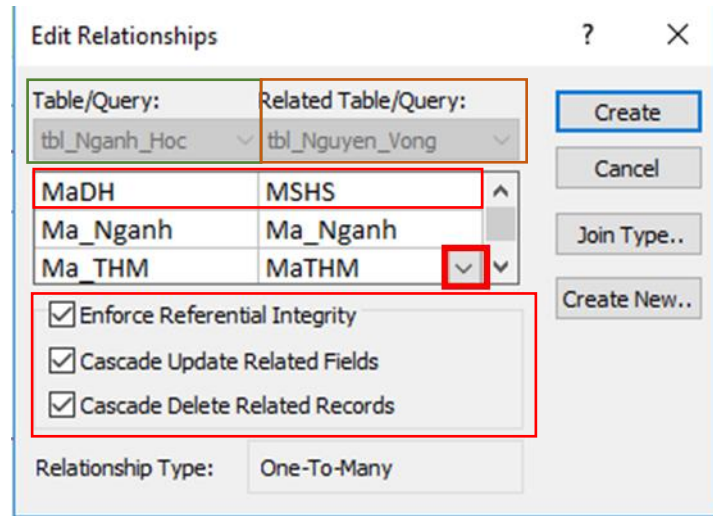 Edit Relationships ?
Table/Query: Related Table/Query:
tbl_Nganh_Hoc tbl_Nguyen_Vong
Create
MaDH MSHS
Cancel
Ma_Nganh Ma_Nganh
Join Type..
Ma_THM MaTHM
Create New..
Enforce Referential Integrity
Cascade Update Related Fields
Cascade Delete Related Records
Relationship Type: One-To-Many